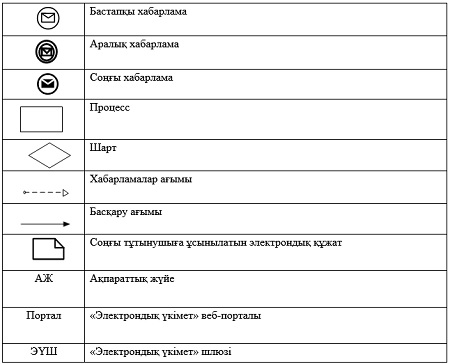 Бастапқы хабарлама
Аралық хабарлама
Соңғы хабарлама
Процесс
Шарт
Хабарламалар ағымы
Басқару ағымы
Соңғы тұтынушыға ұсынылатын электрондық құжат
АЖ Ақпараттық жүйе
Портал «Электрондық үкімет» веб-порталы
ЭҮШ «Электрондық үкімет» шлюзі